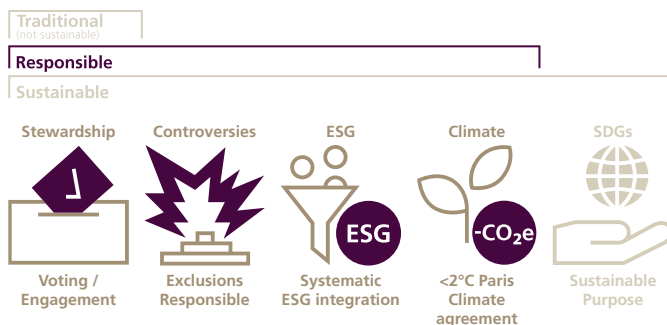 Traditional
(not sustainable)
Responsible
Sustainable
Stewardship
Controversies
ESG
Climate
SDGs
ESG
-CO₂e
Voting /
Engagement
Exclusions
Responsible
Systematic
ESG integration
<2°C Paris
Climate
agreement
Sustainable
Purpose